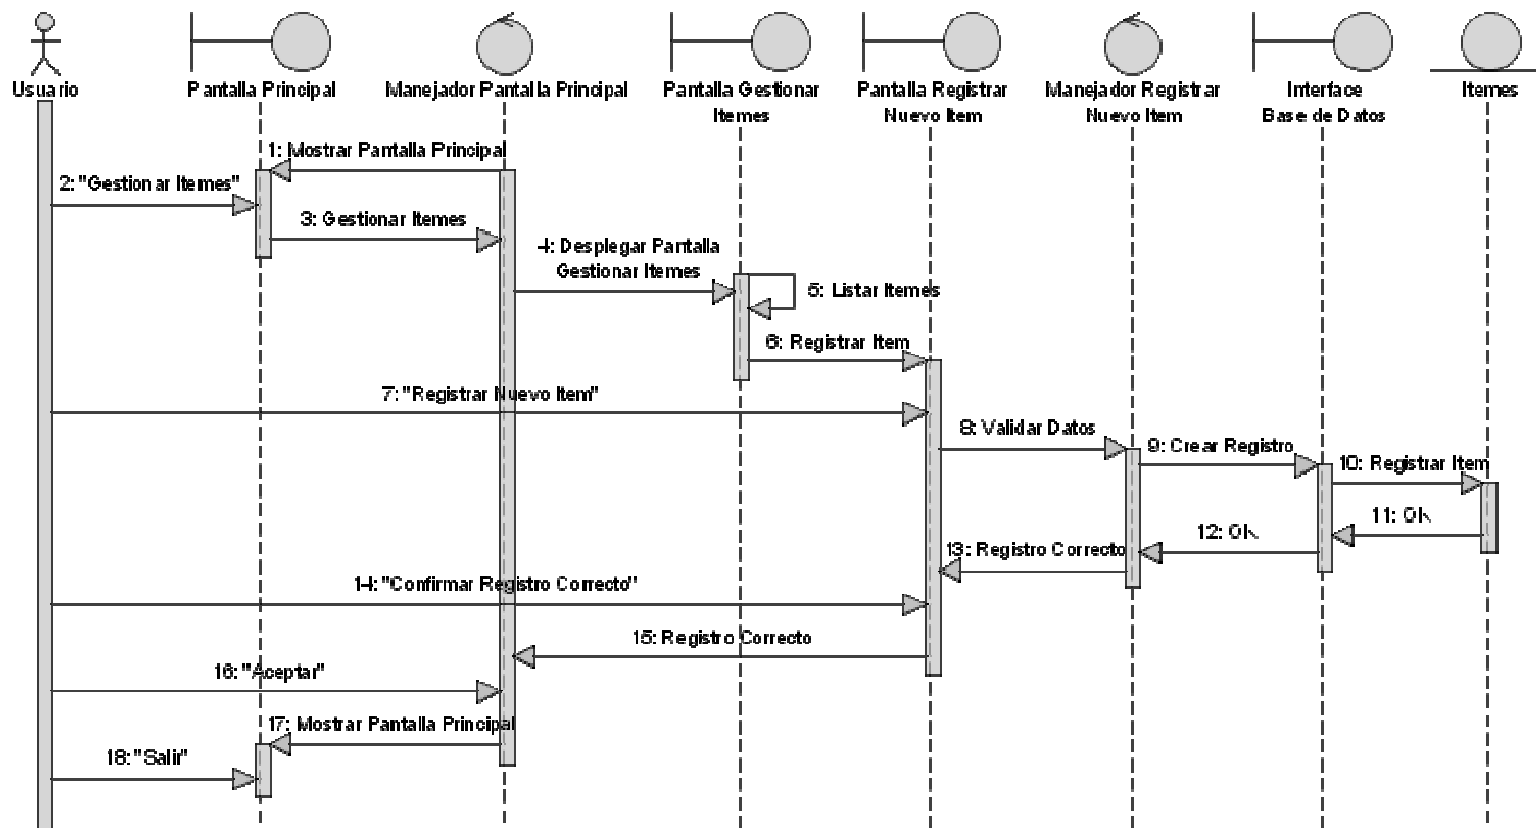 Usuario
Pantalla Principal
Manejador Pantalla Principal
Pantalla Gestionar
Itemes
Pantalla Registrar
Nuevo Item
Manejador Registrar
Nuevo Item
Interface
Base de Datos
Itemes
1: Mostrar Pantalla Principal
2: "Gestionar Itemes"
3: Gestionar Itemes
4: Desplegar Pantalla
Gestionar Itemes
5: Listar Itemes
6: Registrar Item
7: "Registrar Nuevo Item"
8: Validar Datos
9: Crear Registro
10: Registrar Item
11: OK
12: OK
13: Registro Correcto
14: "Confirmar Registro Correcto"
15: Registro Correcto
16: "Aceptar"
17: Mostrar Pantalla Principal
18: "Salir"